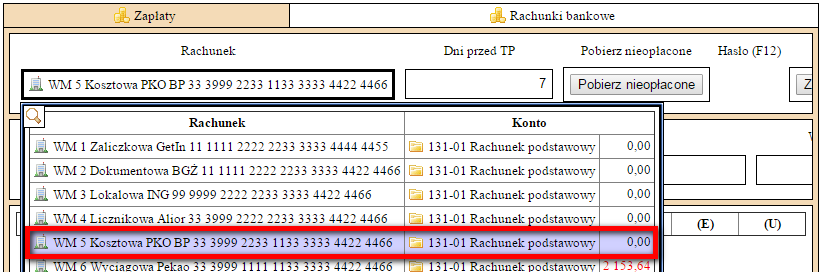 Zapłaty Rachunki bankowe
Rachunek Dni przed TP Pobierz nieopłacone Hasło (F12)
WM 5 Kosztowa PKO BP 33 3999 2233 1133 3333 4422 4466 7 Pobierz nieopłacone Z
Rachunek Konto
WM 1 Zaliczkowa GetIn 11 1111 2222 2233 3333 4444 4455 131-01 Rachunek podstawowy 0,00
WM 2 Dokumentowa BGŻ 11 1111 2222 2233 3333 4422 4466 131-01 Rachunek podstawowy 0,00
WM 3 Lokalowa ING 99 9999 2222 2233 3333 4422 4466 131-01 Rachunek podstawowy 0,00
WM 4 Licznikowa Alior 33 3999 2222 2233 3333 4422 4466 131-01 Rachunek podstawowy 0,00
(E) (U)
WM 5 Kosztowa PKO BP 33 3999 2233 1133 3333 4422 4466 131-01 Rachunek podstawowy 0,00
WM 6 Wyciągowa Pekao 33 3999 1111 1133 3333 4422 4466 131-01 Rachunek podstawowy 2 153,64